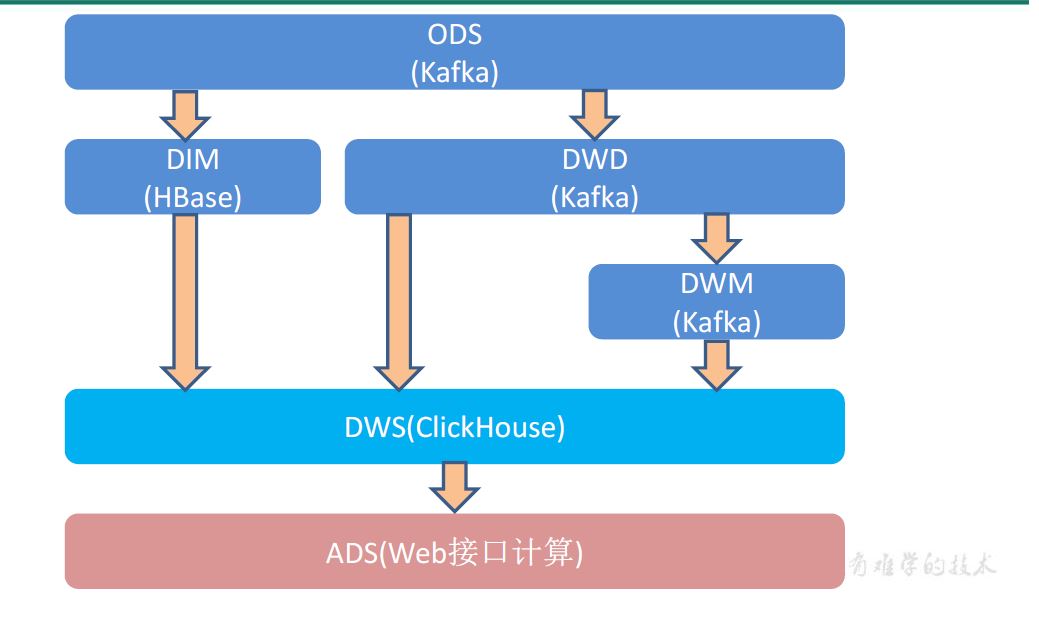 ODS
(Kafka)
DIM
(HBase)
DWD
(Kafka)
DWM
(Kafka)
DWS(ClickHouse)
ADS(Web接口计算)
难学的技术